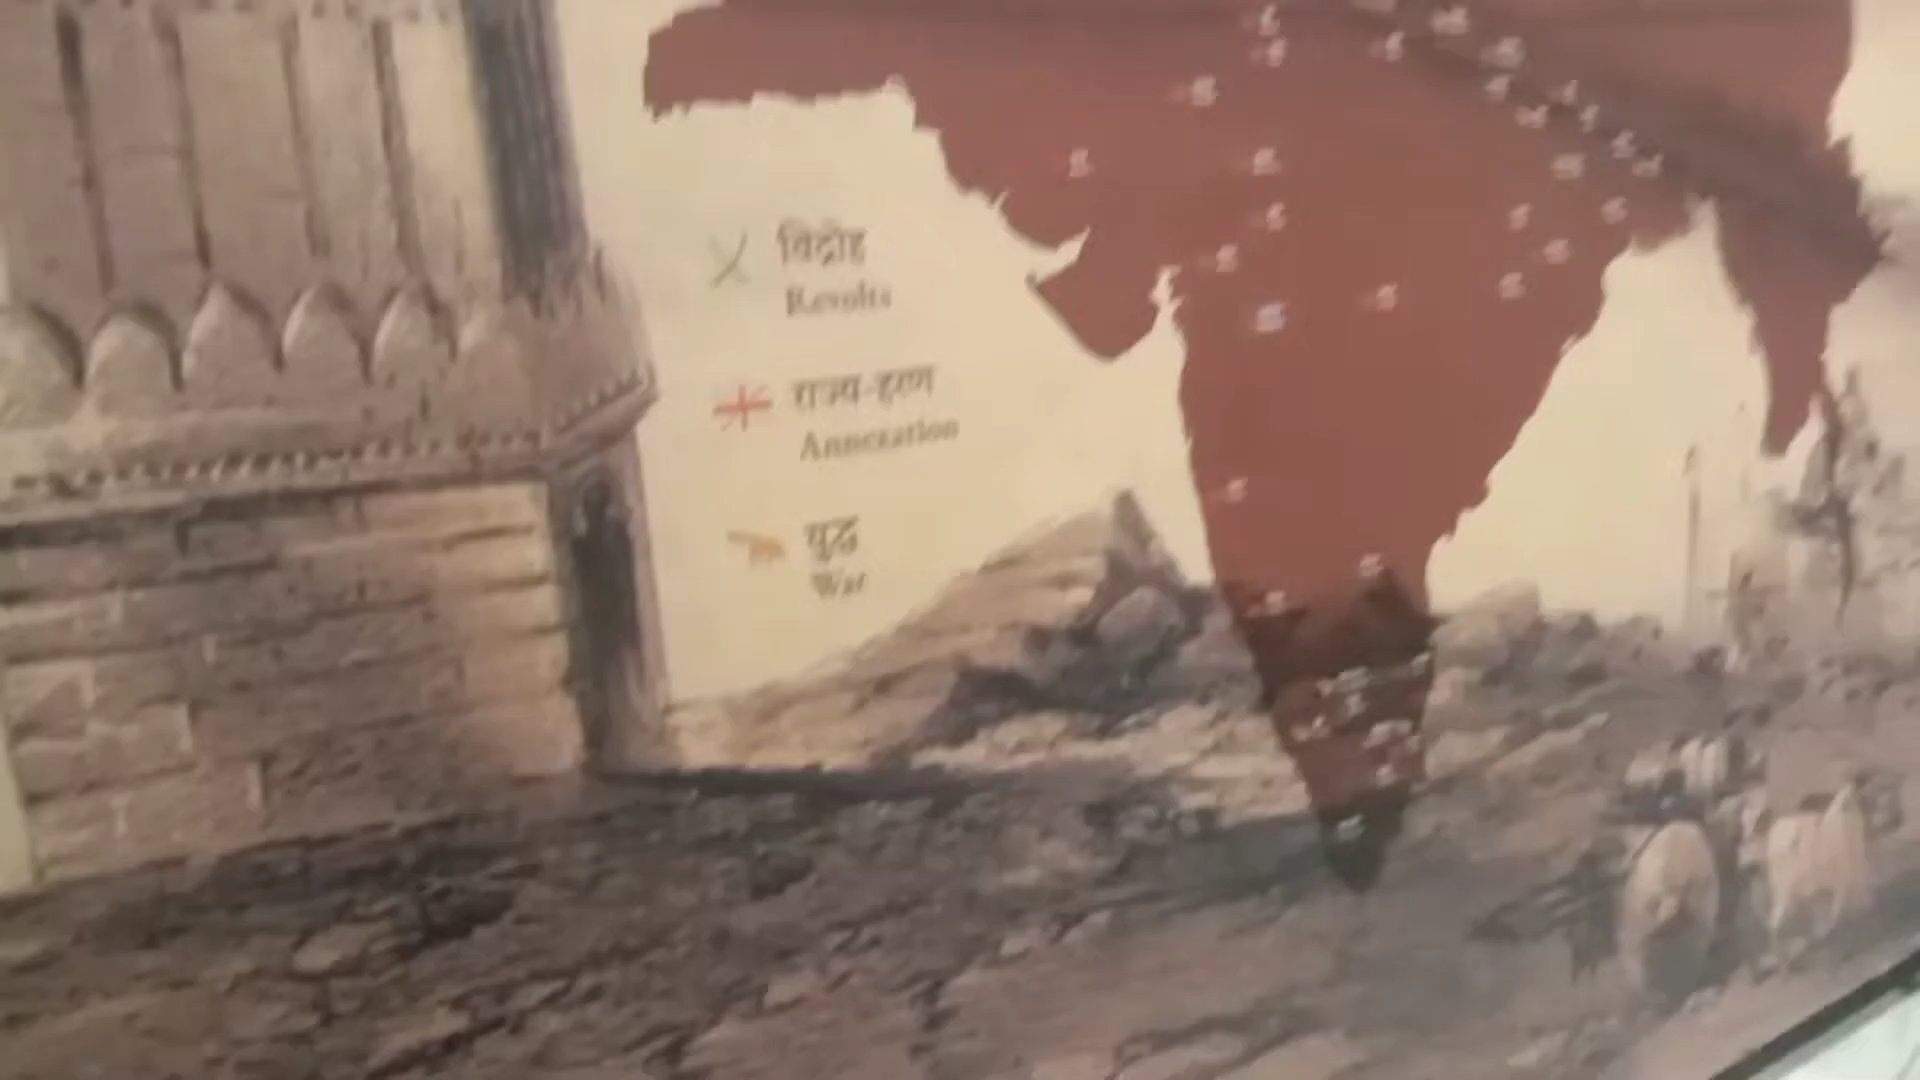 विद्रोह
Revolts
राज्य-हरण
Annexation
युद्ध
War